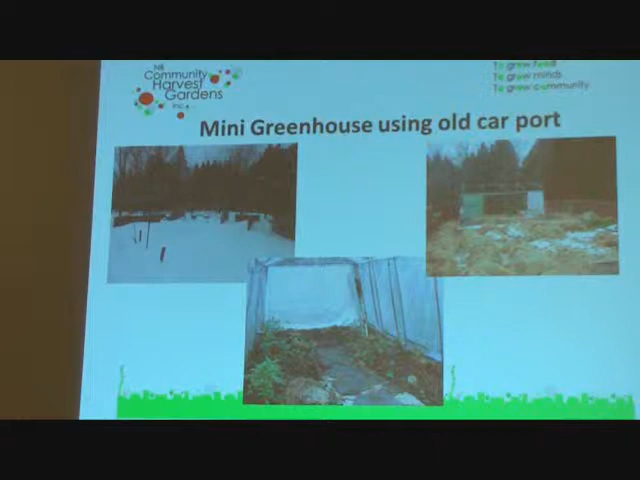 NB
Community
Harvest
Gardens
Inc.
To grow food
To grow minds
To grow community
Mini Greenhouse using old car port